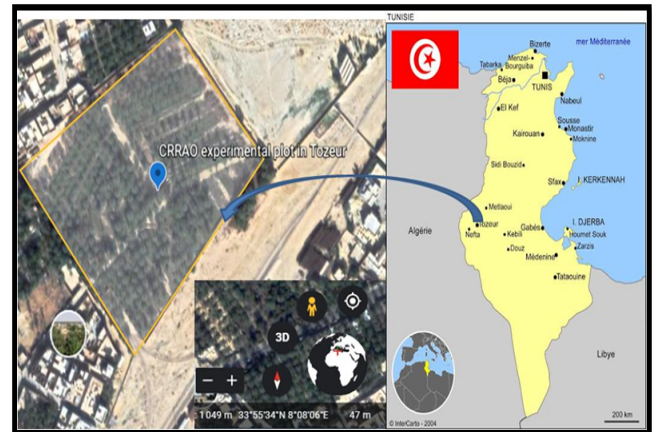 CRRAO experimental plot in Tozeur
3D
− +
1 049 m 33°55'34"N 8°08'06"E 47 m
TUNISIE
mer Méditerranée
Bizerte
Menzel-
Bourguiba
Tabarka
Béja
TUNIS
Nabeul
El Kef
Sousse
Monastir
Kairouan
Moknine
Sidi Bouzid
Sfax
I. KERKENNAH
Metlaoui
Tozeur
Nefta
Gabès
Kebili
I. DJERBA
Houmet Souk
Algérie
Douz
Zarzis
Médenine
Tataouine
Libye
200 km
© InterCarto - 2004